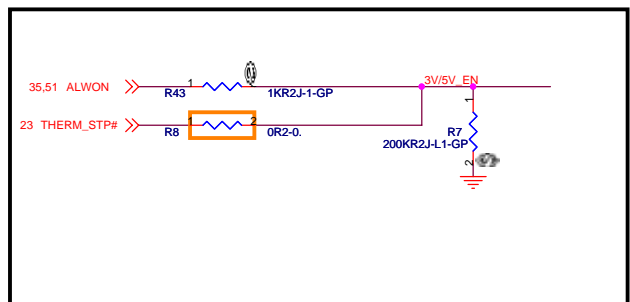 3V/5V_EN
35,51 ALWON
1
R43
1KR2J-1-GP
23 THERM_STP#
1
2
R8
0R2-0.
1
R7
200KR2J-L1-GP
2